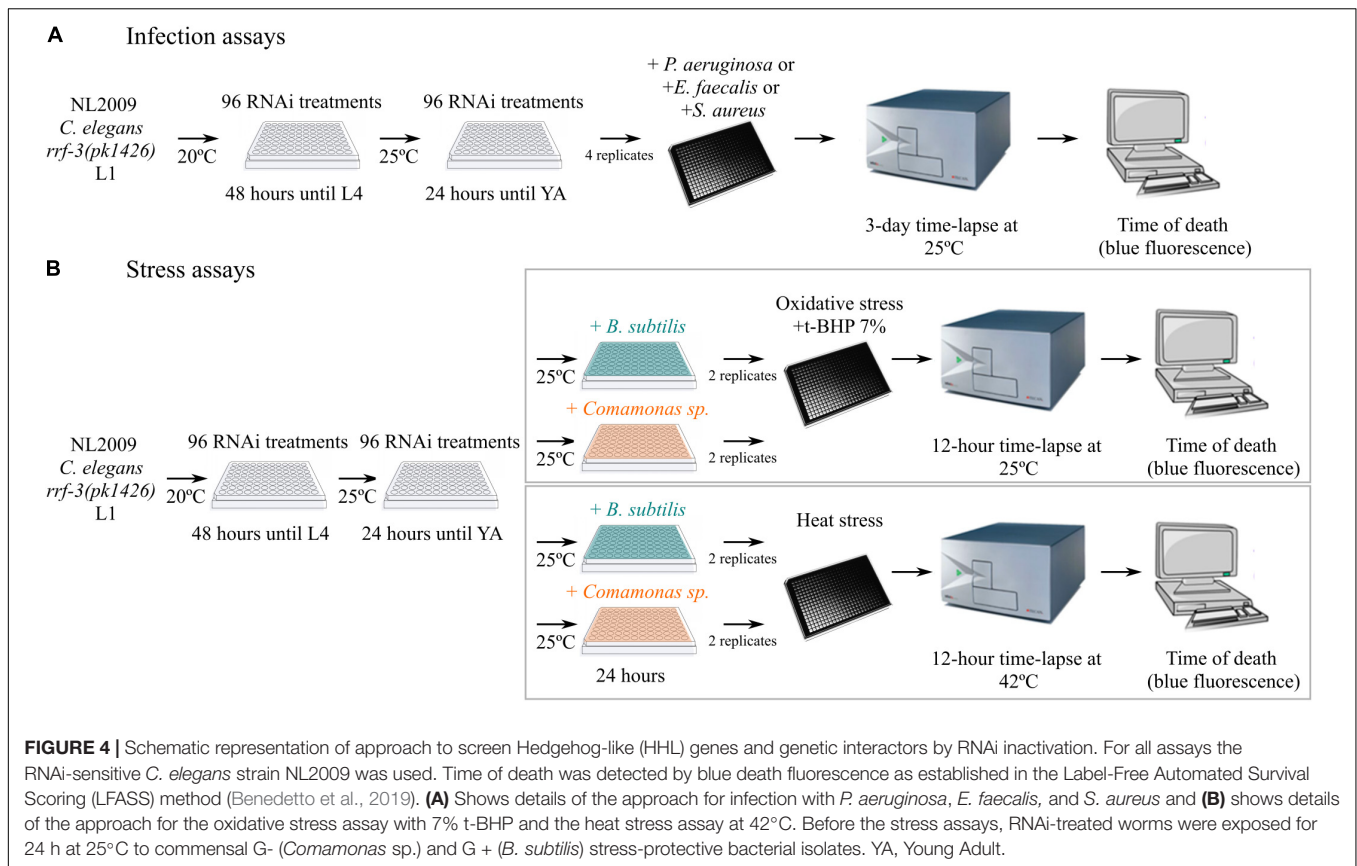 A Infection assays
NL2009
C. elegans
rrf-3(pk1426)
L1
20ºC
96 RNAi treatments
48 hours until L4
25ºC
96 RNAi treatments
24 hours until YA
4 replicates
+ P. aeruginosa or
+E. faecalis or
+S. aureus
3-day time-lapse at
25ºC
Time of death
(blue fluorescence)
B Stress assays
NL2009
C. elegans
rrf-3(pk1426)
L1
20ºC
96 RNAi treatments
48 hours until L4
25ºC
96 RNAi treatments
24 hours until YA
+ B. subtilis
25ºC
2 replicates
+ Comamonas sp.
25ºC
2 replicates
Oxidative stress
+t-BHP 7%
12-hour time-lapse at
25ºC
Time of death
(blue fluorescence)
+ B. subtilis
25ºC
2 replicates
+ Comamonas sp.
25ºC
2 replicates
24 hours
Heat stress
12-hour time-lapse at
42ºC
Time of death
(blue fluorescence)
FIGURE 4 | Schematic representation of approach to screen Hedgehog-like (HHL) genes and genetic interactors by RNAi inactivation. For all assays the
RNAi-sensitive C. elegans strain NL2009 was used. Time of death was detected by blue death fluorescence as established in the Label-Free Automated Survival
Scoring (LFASS) method (Benedetto et al., 2019). (A) Shows details of the approach for infection with P. aeruginosa, E. faecalis, and S. aureus and (B) shows details
of the approach for the oxidative stress assay with 7% t-BHP and the heat stress assay at 42°C. Before the stress assays, RNAi-treated worms were exposed for
24 h at 25°C to commensal G- (Comamonas sp.) and G + (B. subtilis) stress-protective bacterial isolates. YA, Young Adult.